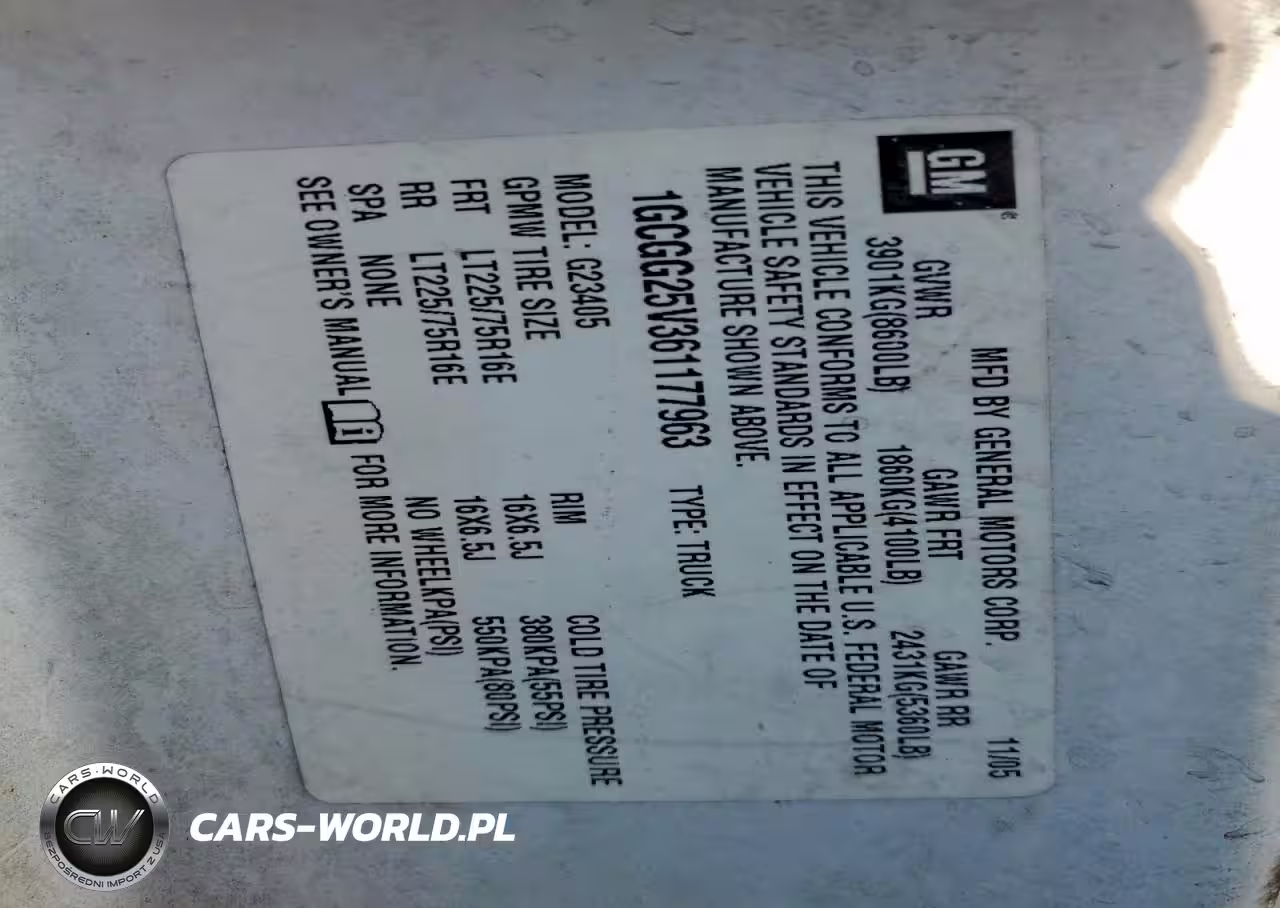 GM
MFD BY GENERAL MOTORS CORP. 11/05
GVWR GAWR FRT GAWR RR
3901KG(8600LB) 1860KG(4100LB) 2431KG(5360LB)
THIS VEHICLE CONFORMS TO ALL APPLICABLE U.S. FEDERAL MOTOR
VEHICLE SAFETY STANDARDS IN EFFECT ON THE DATE OF
MANUFACTURE SHOWN ABOVE.
1GCGG25V361177963 TYPE: TRUCK
MODEL: G23405
GPMW TIRE SIZE RIM COLD TIRE PRESSURE
FRT LT225/75R16E 16X6.5J 380KPA(55PSI)
RR LT225/75R16E 16X6.5J 550KPA(80PSI)
SPA NONE NO WHEELKPA(PSI)
SEE OWNER'S MANUAL i FOR MORE INFORMATION.
CARS-WORLD
CW
BEZPOŚREDNI IMPORT Z USA
CARS-WORLD.PL